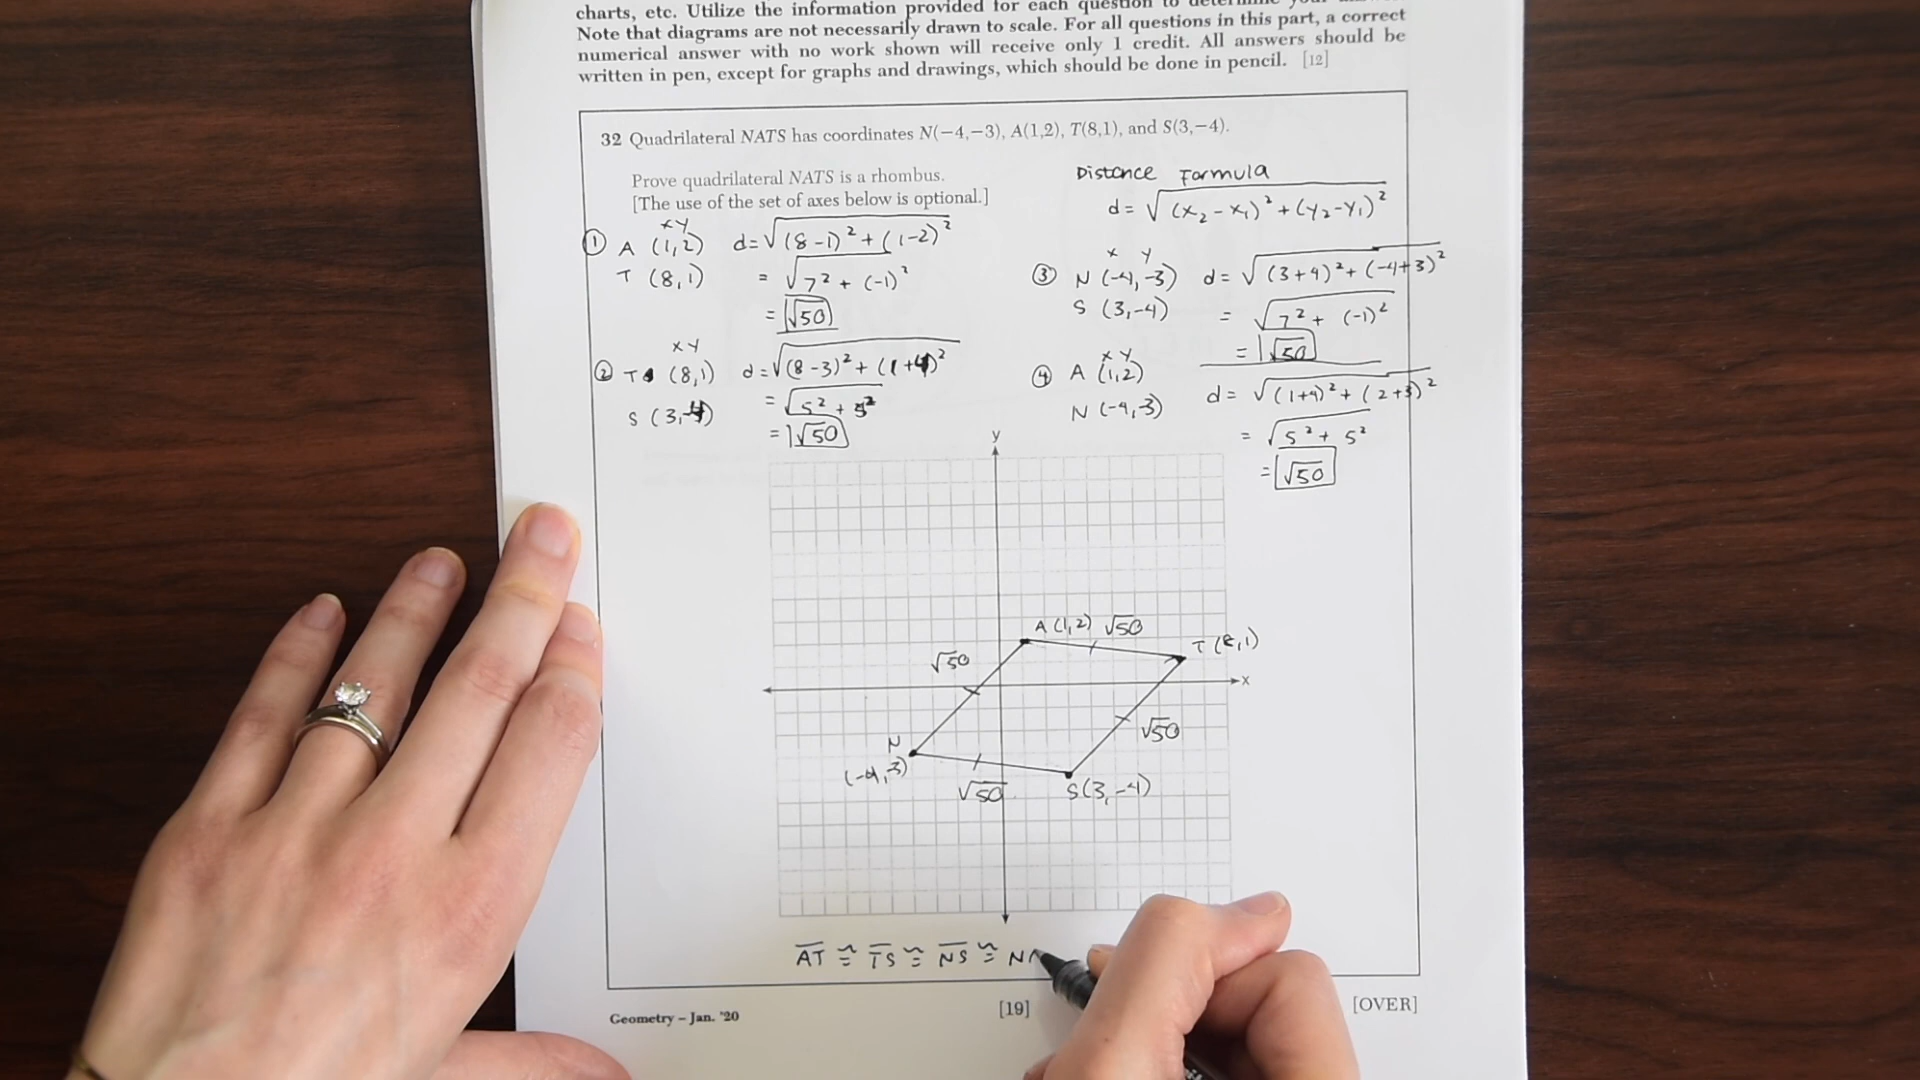 charts, etc. Utilize the information provided for each question to
Note that diagrams are not necessarily drawn to scale. For all questions in this part, a correct
numerical answer with no work shown will receive only 1 credit. All answers should be
written in pen, except for graphs and drawings, which should be done in pencil. [12]
32 Quadrilateral NATS has coordinates N(−4,−3), A(1,2), T(8,1), and S(3,−4).
Prove quadrilateral NATS is a rhombus.
[The use of the set of axes below is optional.]
Distance Formula
d = √(x₂ - x₁)² + (y₂ - y₁)²
① x y
A (1,2) d = √(8-1)² + (1-2)²
T (8,1) = √7² + (-1)²
= √50
x y
② T (8,1) d = √(8-3)² + (1+4)²
S (3,-4) = √5² + 5²
= √50
x y
③ N (-4,-3) d = √(3+4)² + (-4+3)²
S (3,-4) = √7² + (-1)²
= √50
x y
④ A (1,2)
N (-4,-3) d = √(1+4)² + (2+3)²
= √5² + 5²
= √50
y
A (1,2) √50
T (8,1)
√50
x
√50
N
(-4,-3)
√50
S(3,-4)
AT ≅ TS ≅ NS ≅ NA
Geometry – Jan. '20
[19]
[OVER]